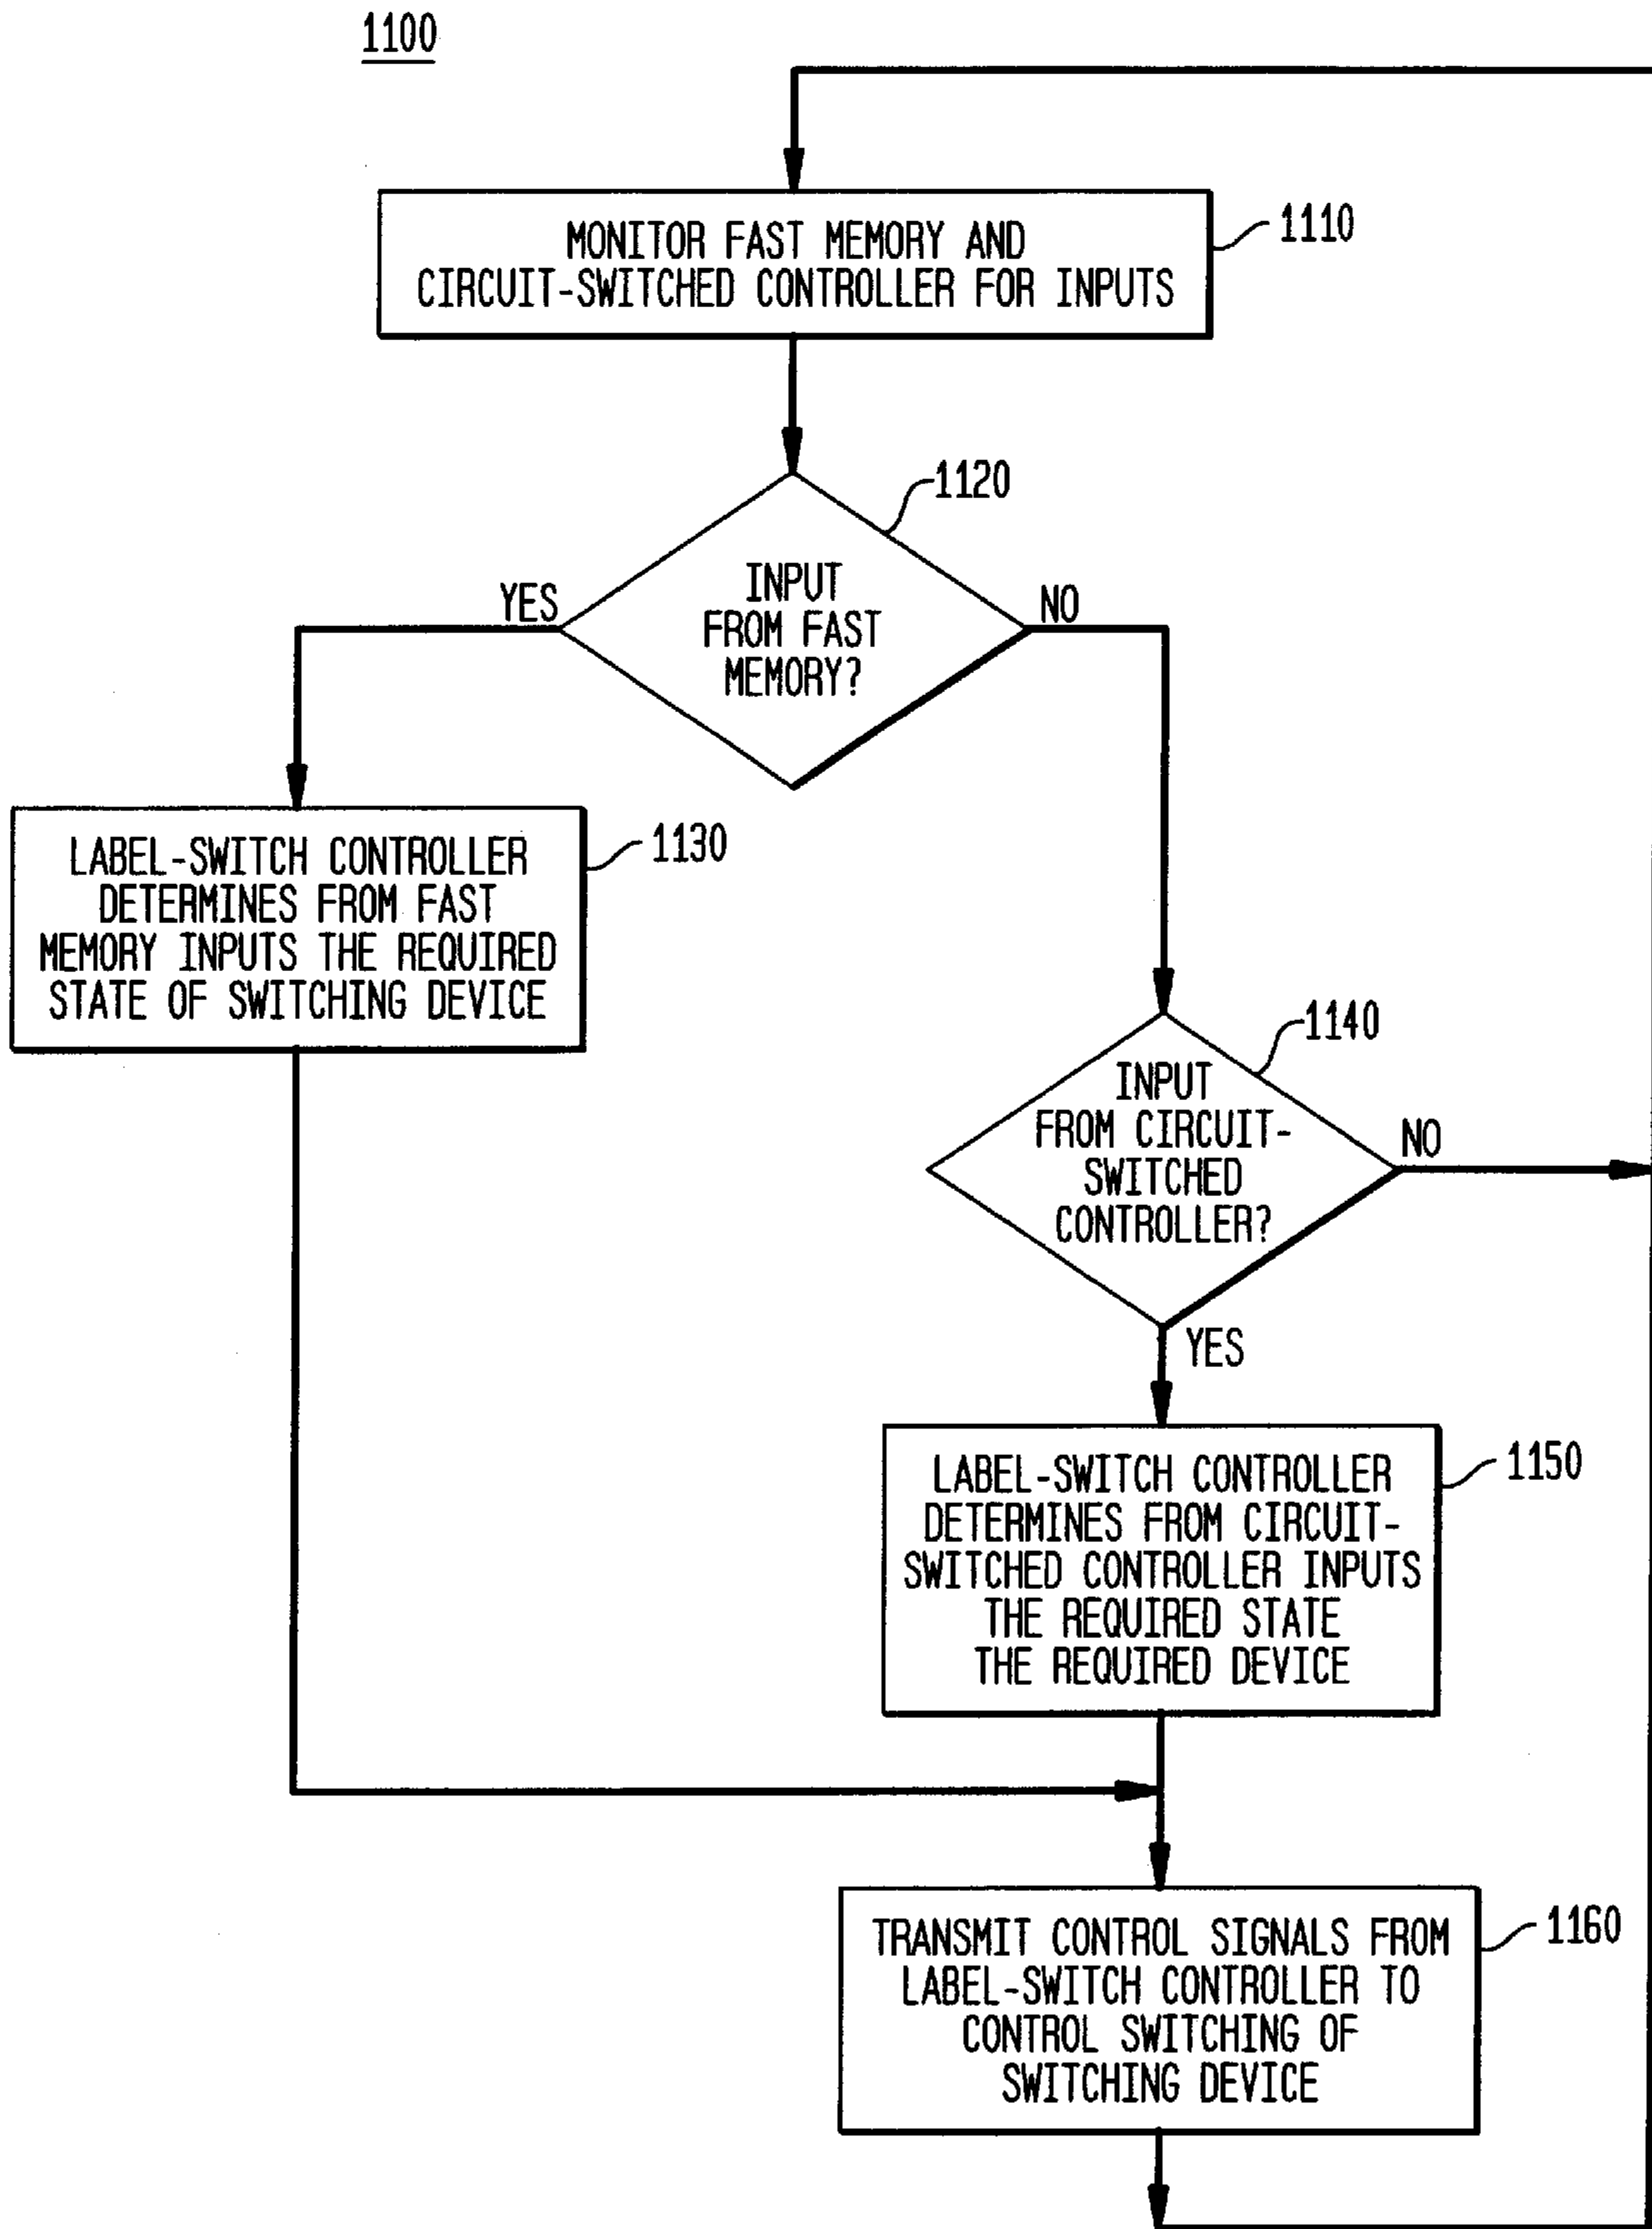 1100
MONITOR FAST MEMORY AND
CIRCUIT-SWITCHED CONTROLLER FOR INPUTS
1110
1120
INPUT
FROM FAST
MEMORY?
YES
NO
LABEL-SWITCH CONTROLLER
DETERMINES FROM FAST
MEMORY INPUTS THE REQUIRED
STATE OF SWITCHING DEVICE
1130
1140
INPUT
FROM CIRCUIT-
SWITCHED
CONTROLLER?
NO
YES
LABEL-SWITCH CONTROLLER
DETERMINES FROM CIRCUIT-
SWITCHED CONTROLLER INPUTS
THE REQUIRED STATE
THE REQUIRED DEVICE
1150
TRANSMIT CONTROL SIGNALS FROM
LABEL-SWITCH CONTROLLER TO
CONTROL SWITCHING OF
SWITCHING DEVICE
1160